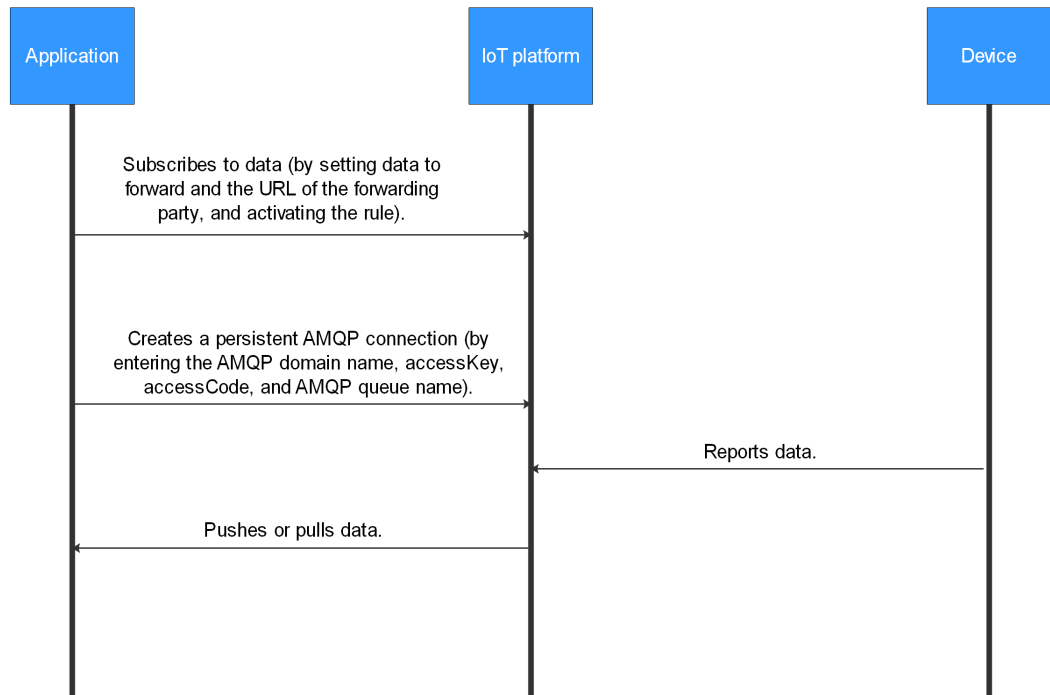 Application
IoT platform
Device
Subscribes to data (by setting data to
forward and the URL of the forwarding
party, and activating the rule).
Creates a persistent AMQP connection (by
entering the AMQP domain name, accessKey,
accessCode, and AMQP queue name).
Reports data.
Pushes or pulls data.